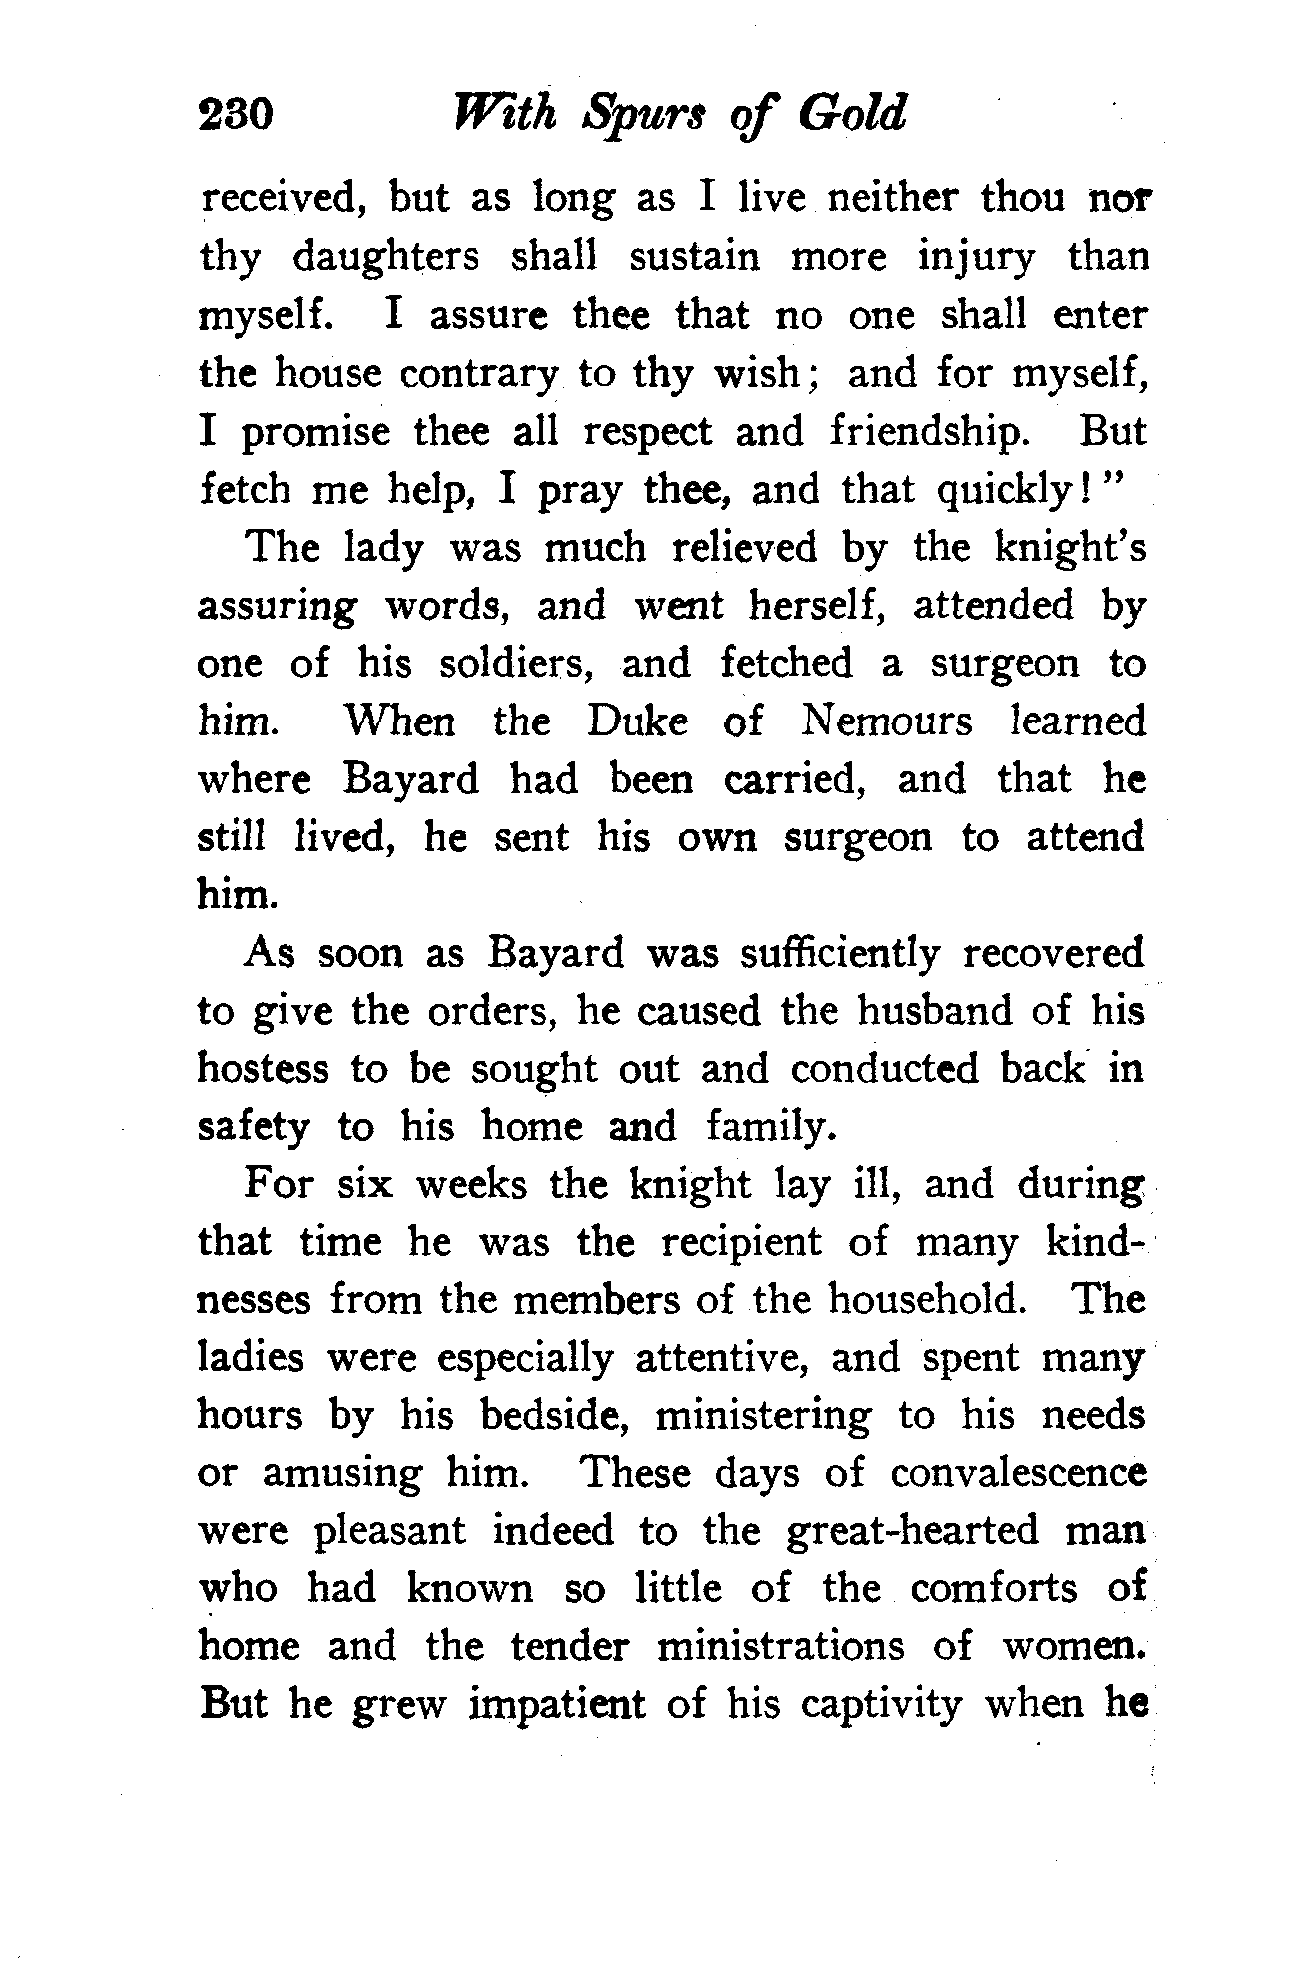 230 With Spurs of Gold
received, but as long as I live neither thou nor
thy daughters shall sustain more injury than
myself. I assure thee that no one shall enter
the house contrary to thy wish; and for myself,
I promise thee all respect and friendship. But
fetch me help, I pray thee, and that quickly!"
The lady was much relieved by the knight's
assuring words, and went herself, attended by
one of his soldiers, and fetched a surgeon to
him. When the Duke of Nemours learned
where Bayard had been carried, and that he
still lived, he sent his own surgeon to attend
him.
As soon as Bayard was sufficiently recovered
to give the orders, he caused the husband of his
hostess to be sought out and conducted back in
safety to his home and family.
For six weeks the knight lay ill, and during
that time he was the recipient of many kind-
nesses from the members of the household. The
ladies were especially attentive, and spent many
hours by his bedside, ministering to his needs
or amusing him. These days of convalescence
were pleasant indeed to the great-hearted man
who had known so little of the comforts of
home and the tender ministrations of women.
But he grew impatient of his captivity when he